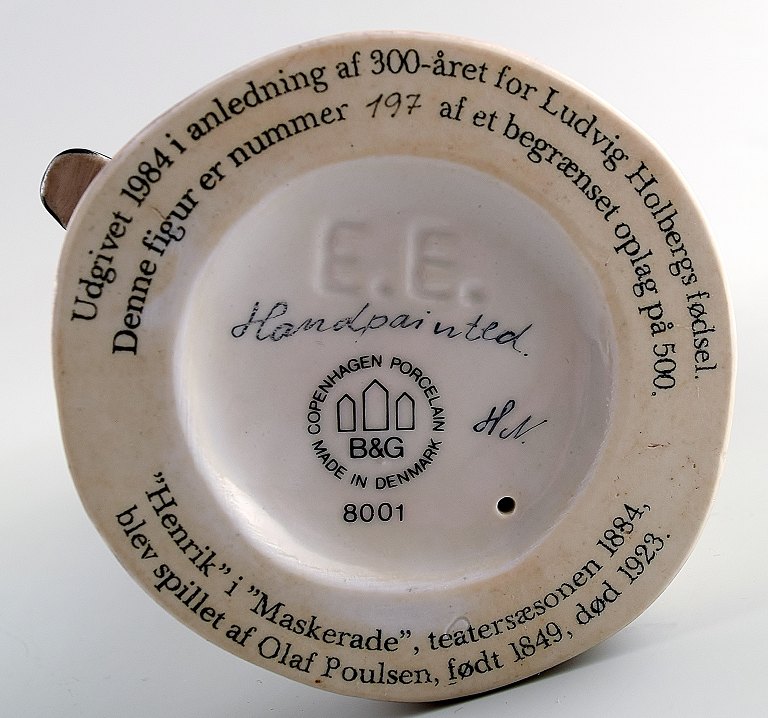 Udgivet 1984 i anledning af 300-året for Ludvig Holbergs fødsel.
Denne figur er nummer 197 af et begrænset oplag på 500.
E.E.
Handpainted.
COPENHAGEN PORCELAIN
B&G
MADE IN DENMARK
H.N.
8001
"Henrik" i "Maskerade", teatersæsonen 1884,
blev spillet af Olaf Poulsen, født 1849, død 1923.